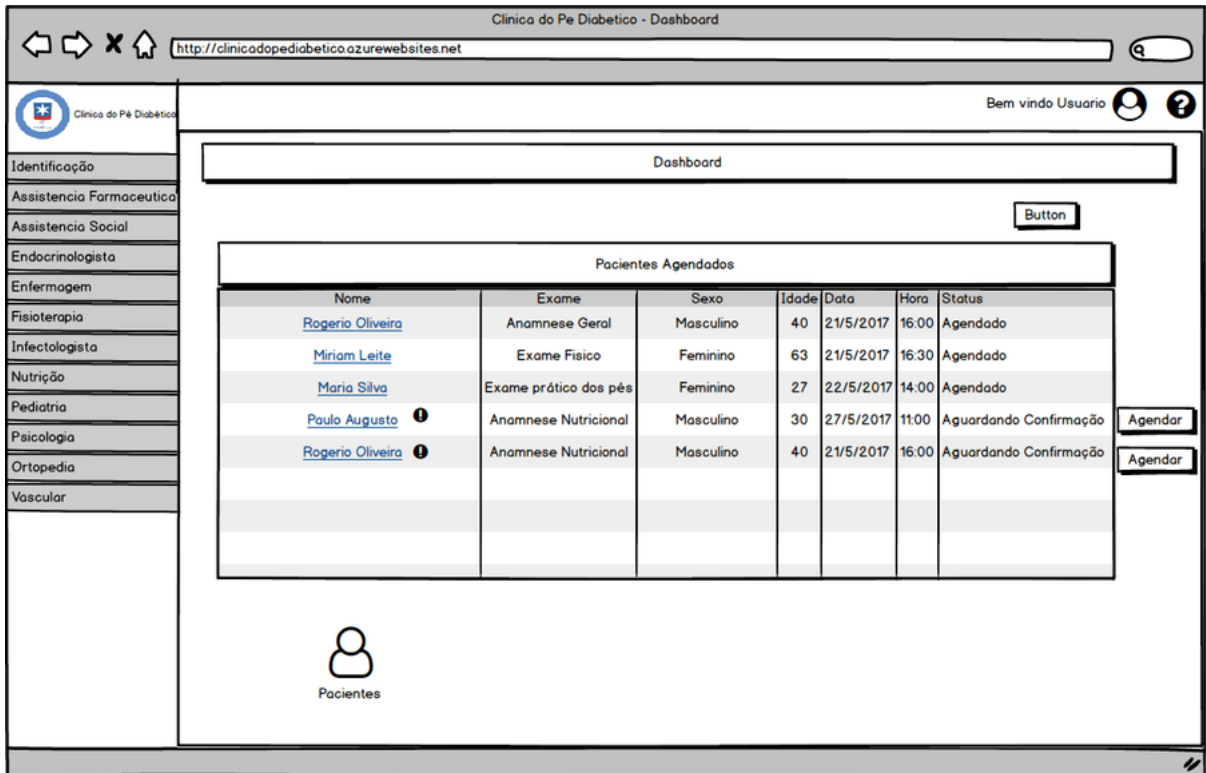 Clinica do Pe Diabetico - Dashboard
http://clinicadopediabetico.azurewebsites.net
Clinica do Pé Diabético
Bem vindo Usuario
Identificação
Assistencia Farmaceutica
Assistencia Social
Endocrinologista
Enfermagem
Fisioterapia
Infectologista
Nutrição
Pediatria
Psicologia
Ortopedia
Vascular
Dashboard
Button
Pacientes Agendados
Nome Exame Sexo Idade Data Hora Status
Rogerio Oliveira Anamnese Geral Masculino 40 21/5/2017 16:00 Agendado
Miriam Leite Exame Fisico Feminino 63 21/5/2017 16:30 Agendado
Maria Silva Exame prático dos pés Feminino 27 22/5/2017 14:00 Agendado
Paulo Augusto Anamnese Nutricional Masculino 30 27/5/2017 11:00 Aguardando Confirmação Agendar
Rogerio Oliveira Anamnese Nutricional Masculino 40 21/5/2017 16:00 Aguardando Confirmação Agendar
Pacientes